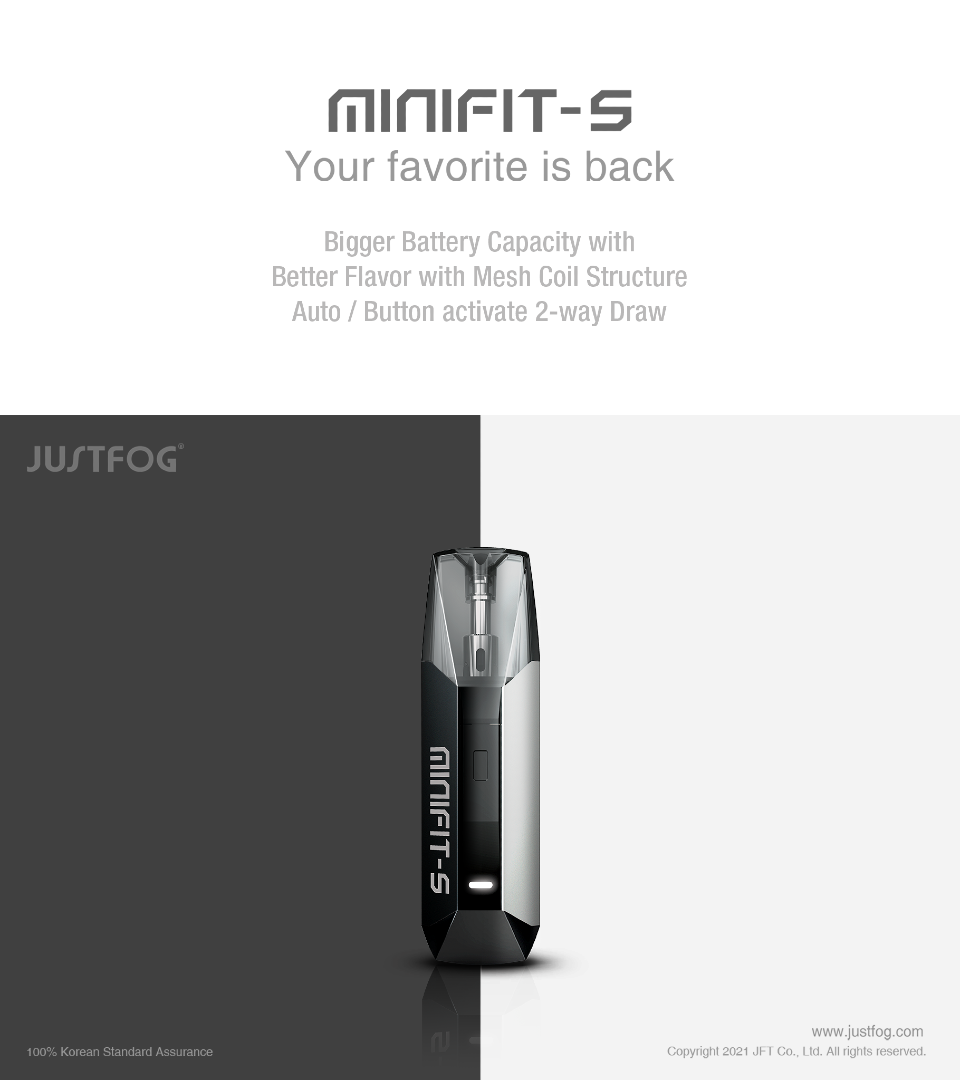 MINIFIT-S
Your favorite is back
Bigger Battery Capacity with
Better Flavor with Mesh Coil Structure
Auto / Button activate 2-way Draw
JUSTFOG®
MINIFIT-S
www.justfog.com
100% Korean Standard Assurance
Copyright 2021 JFT Co., Ltd. All rights reserved.